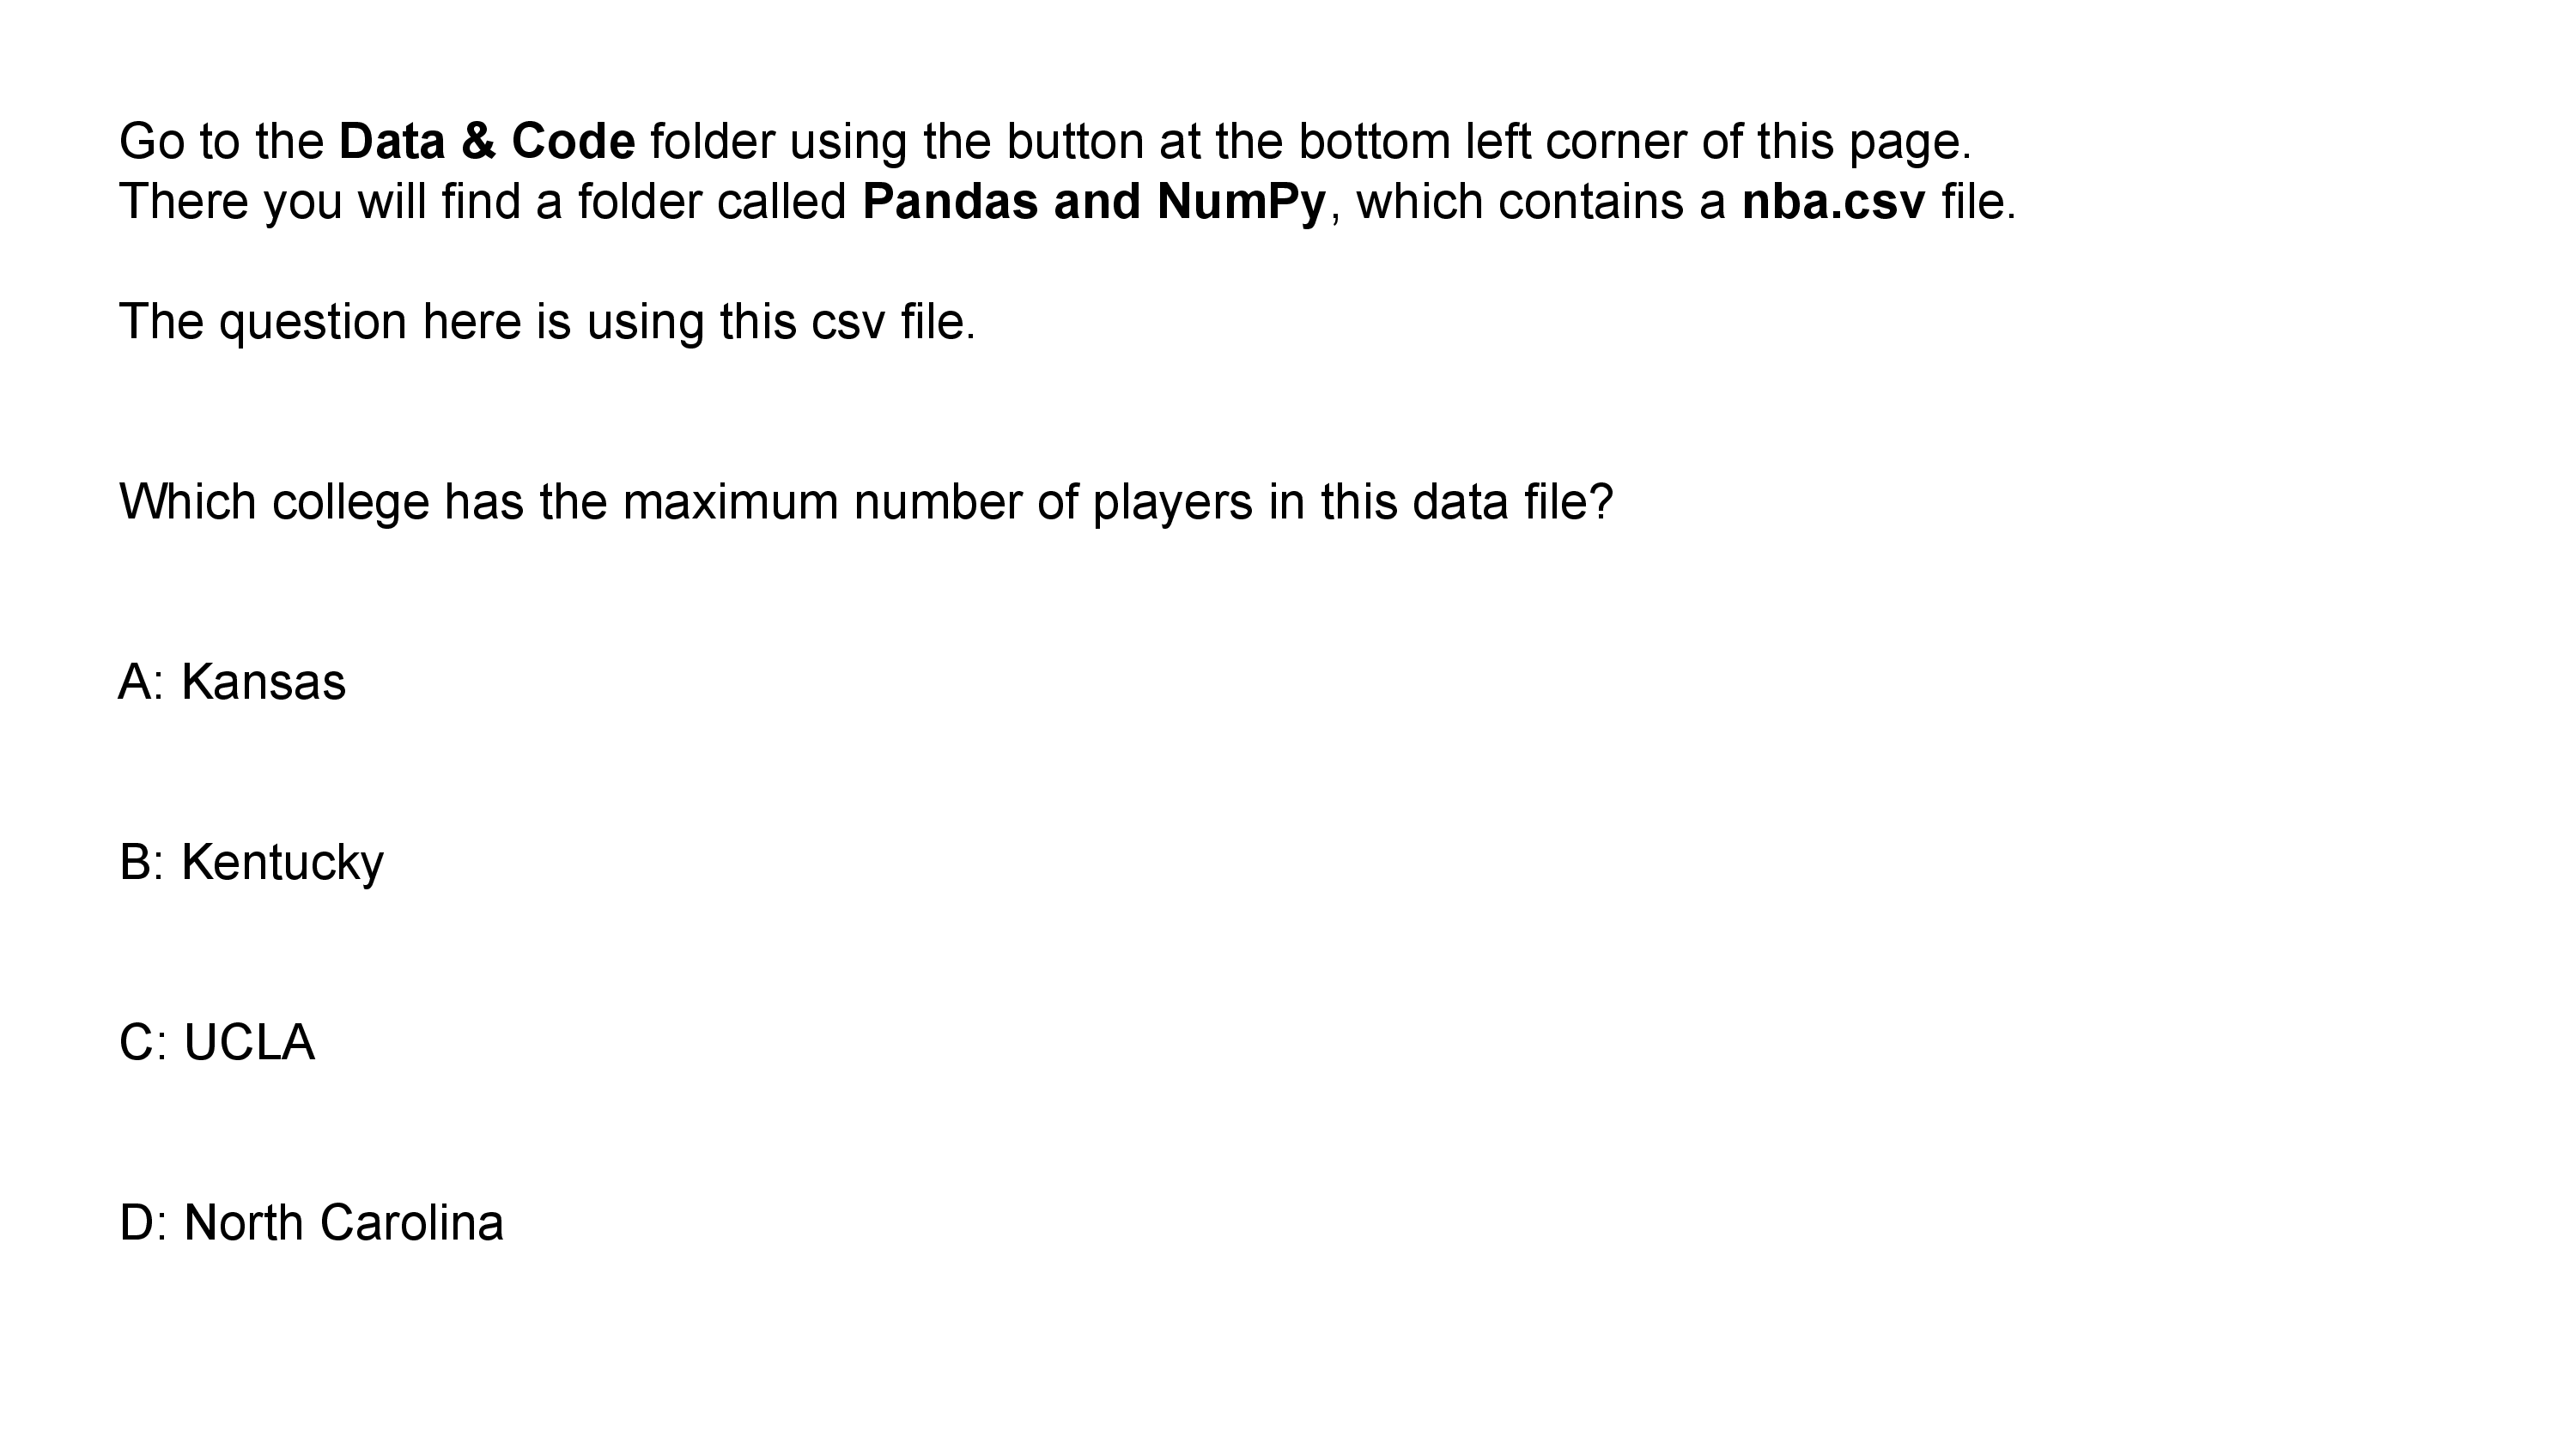 Go to the Data & Code folder using the button at the bottom left corner of this page.
There you will find a folder called Pandas and NumPy, which contains a nba.csv file.
The question here is using this csv file.
Which college has the maximum number of players in this data file?
A: Kansas
B: Kentucky
C: UCLA
D: North Carolina